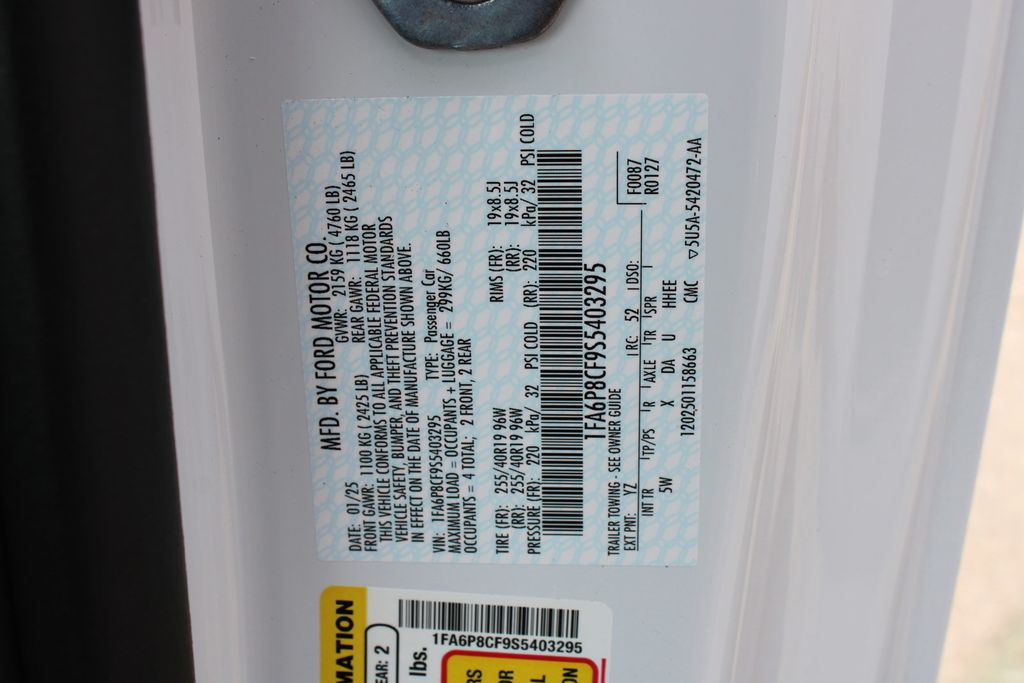 MFD. BY FORD MOTOR CO.
DATE: 01/25 GVWR: 2159 KG ( 4760 LB)
FRONT GAWR: 1100 KG ( 2425 LB) REAR GAWR: 1118 KG ( 2465 LB)
THIS VEHICLE CONFORMS TO ALL APPLICABLE FEDERAL MOTOR
VEHICLE SAFETY, BUMPER, AND THEFT PREVENTION STANDARDS
IN EFFECT ON THE DATE OF MANUFACTURE SHOWN ABOVE.
VIN: 1FA6P8CF9S5403295 TYPE: Passenger Car
MAXIMUM LOAD = OCCUPANTS + LUGGAGE = 299KG/ 660LB
OCCUPANTS = 4 TOTAL; 2 FRONT, 2 REAR
TIRE (FR): 255/40R19 96W RIMS (FR): 19x8.5J
(RR): 255/40R19 96W (RR): 19x8.5J
PRESSURE (FR): 220 kPa/ 32 PSI COLD (RR): 220 kPa/ 32 PSI COLD
1FA6P8CF9S5403295
TRAILER TOWING - SEE OWNER GUIDE
F0087
R0127
EXT PNT: YZ RC: 52 DSO:
INT TR TP/PS R AXLE TR SPR
5W X DA U HHEE
1202501158663 CMC ▽5U5A-5420472-AA
MATION
EAR: 2
1FA6P8CF9S5403295
lbs.
RS
OR
L
ON